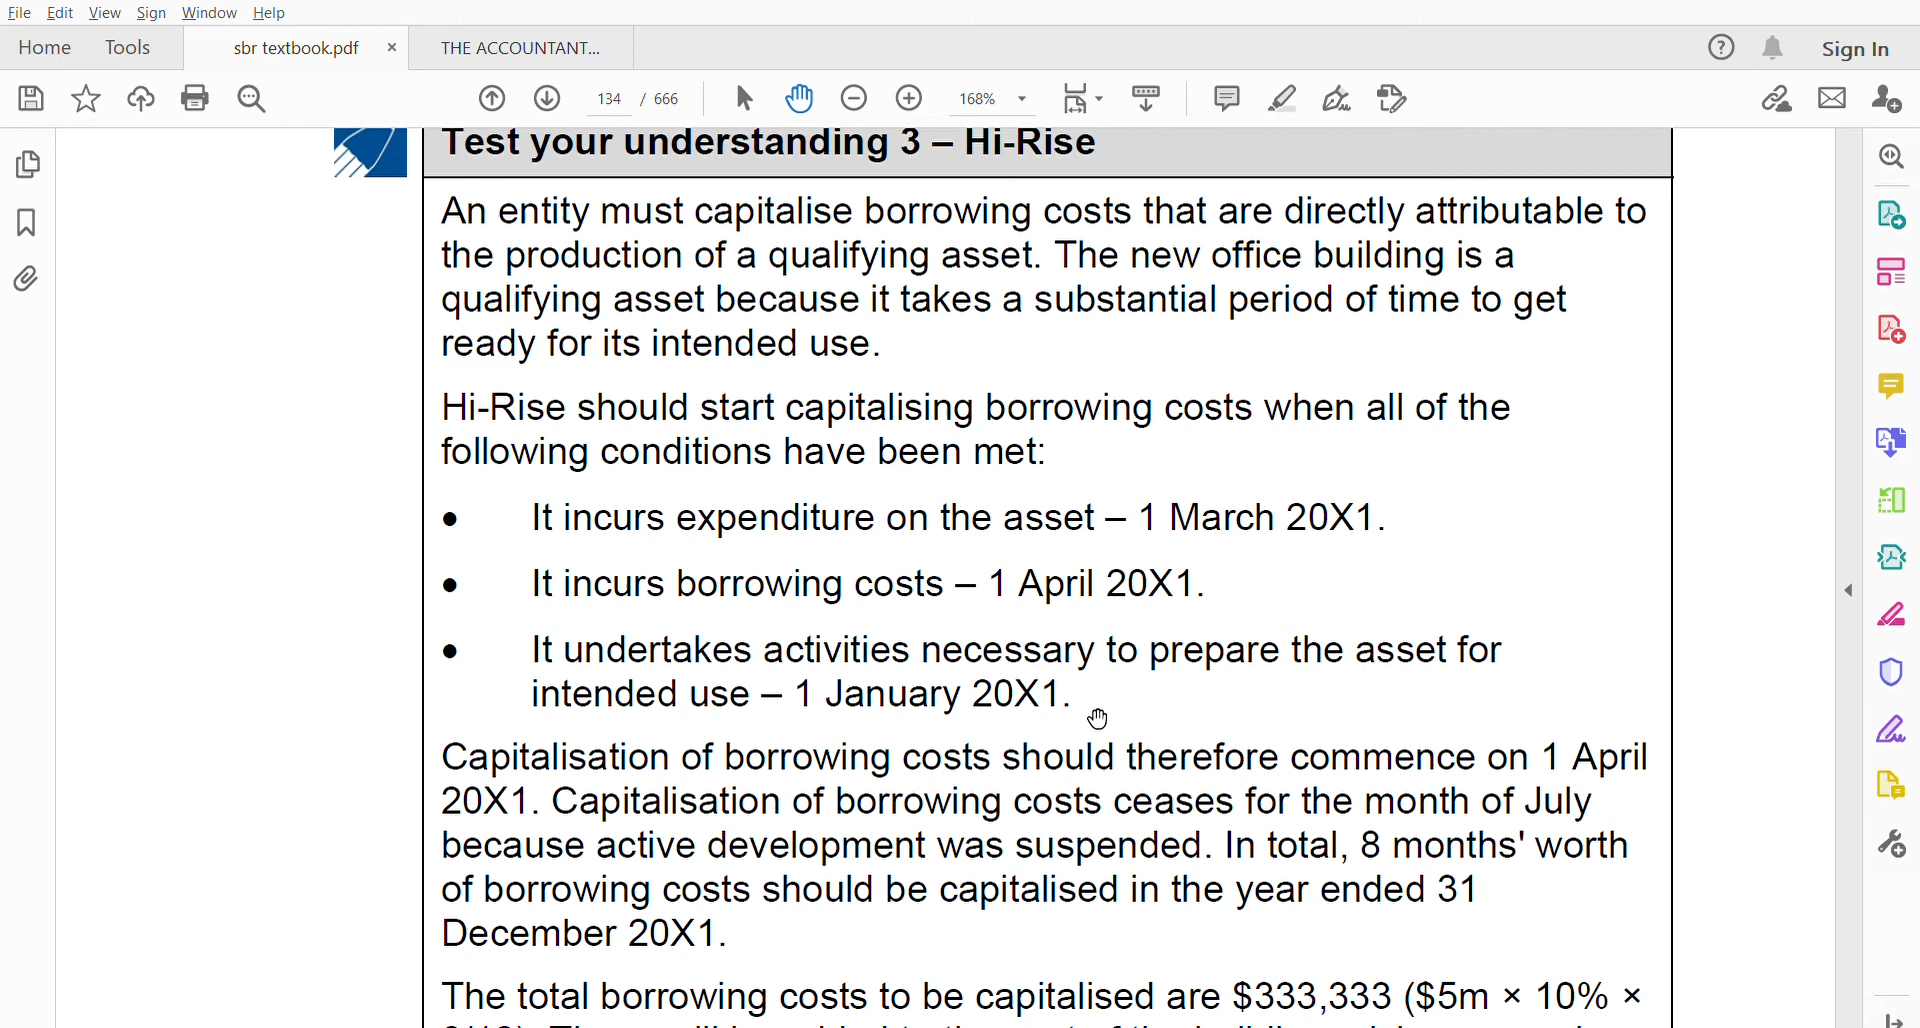 File Edit View Sign Window Help
Home Tools sbr textbook.pdf × THE ACCOUNTANT... Sign In
134 / 666 168%
Test your understanding 3 – Hi-Rise
An entity must capitalise borrowing costs that are directly attributable to
the production of a qualifying asset. The new office building is a
qualifying asset because it takes a substantial period of time to get
ready for its intended use.
Hi-Rise should start capitalising borrowing costs when all of the
following conditions have been met:
• It incurs expenditure on the asset – 1 March 20X1.
• It incurs borrowing costs – 1 April 20X1.
• It undertakes activities necessary to prepare the asset for
intended use – 1 January 20X1.
Capitalisation of borrowing costs should therefore commence on 1 April
20X1. Capitalisation of borrowing costs ceases for the month of July
because active development was suspended. In total, 8 months' worth
of borrowing costs should be capitalised in the year ended 31
December 20X1.
The total borrowing costs to be capitalised are $333,333 ($5m × 10% ×